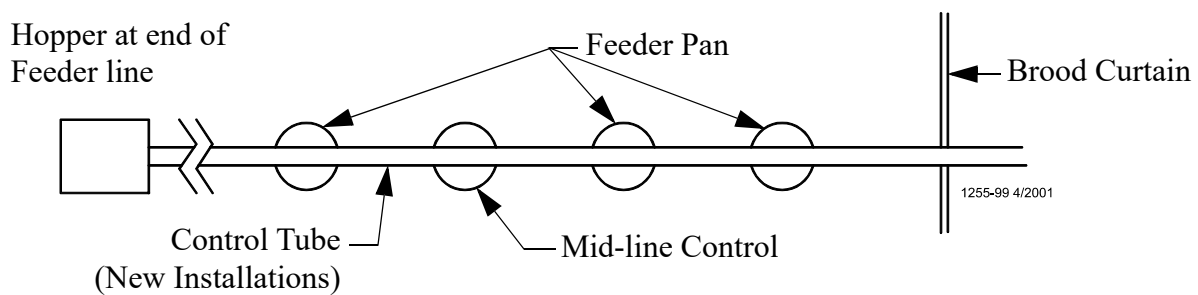 Hopper at end of
Feeder line
Feeder Pan
Brood Curtain
1255-99 4/2001
Control Tube
(New Installations)
Mid-line Control